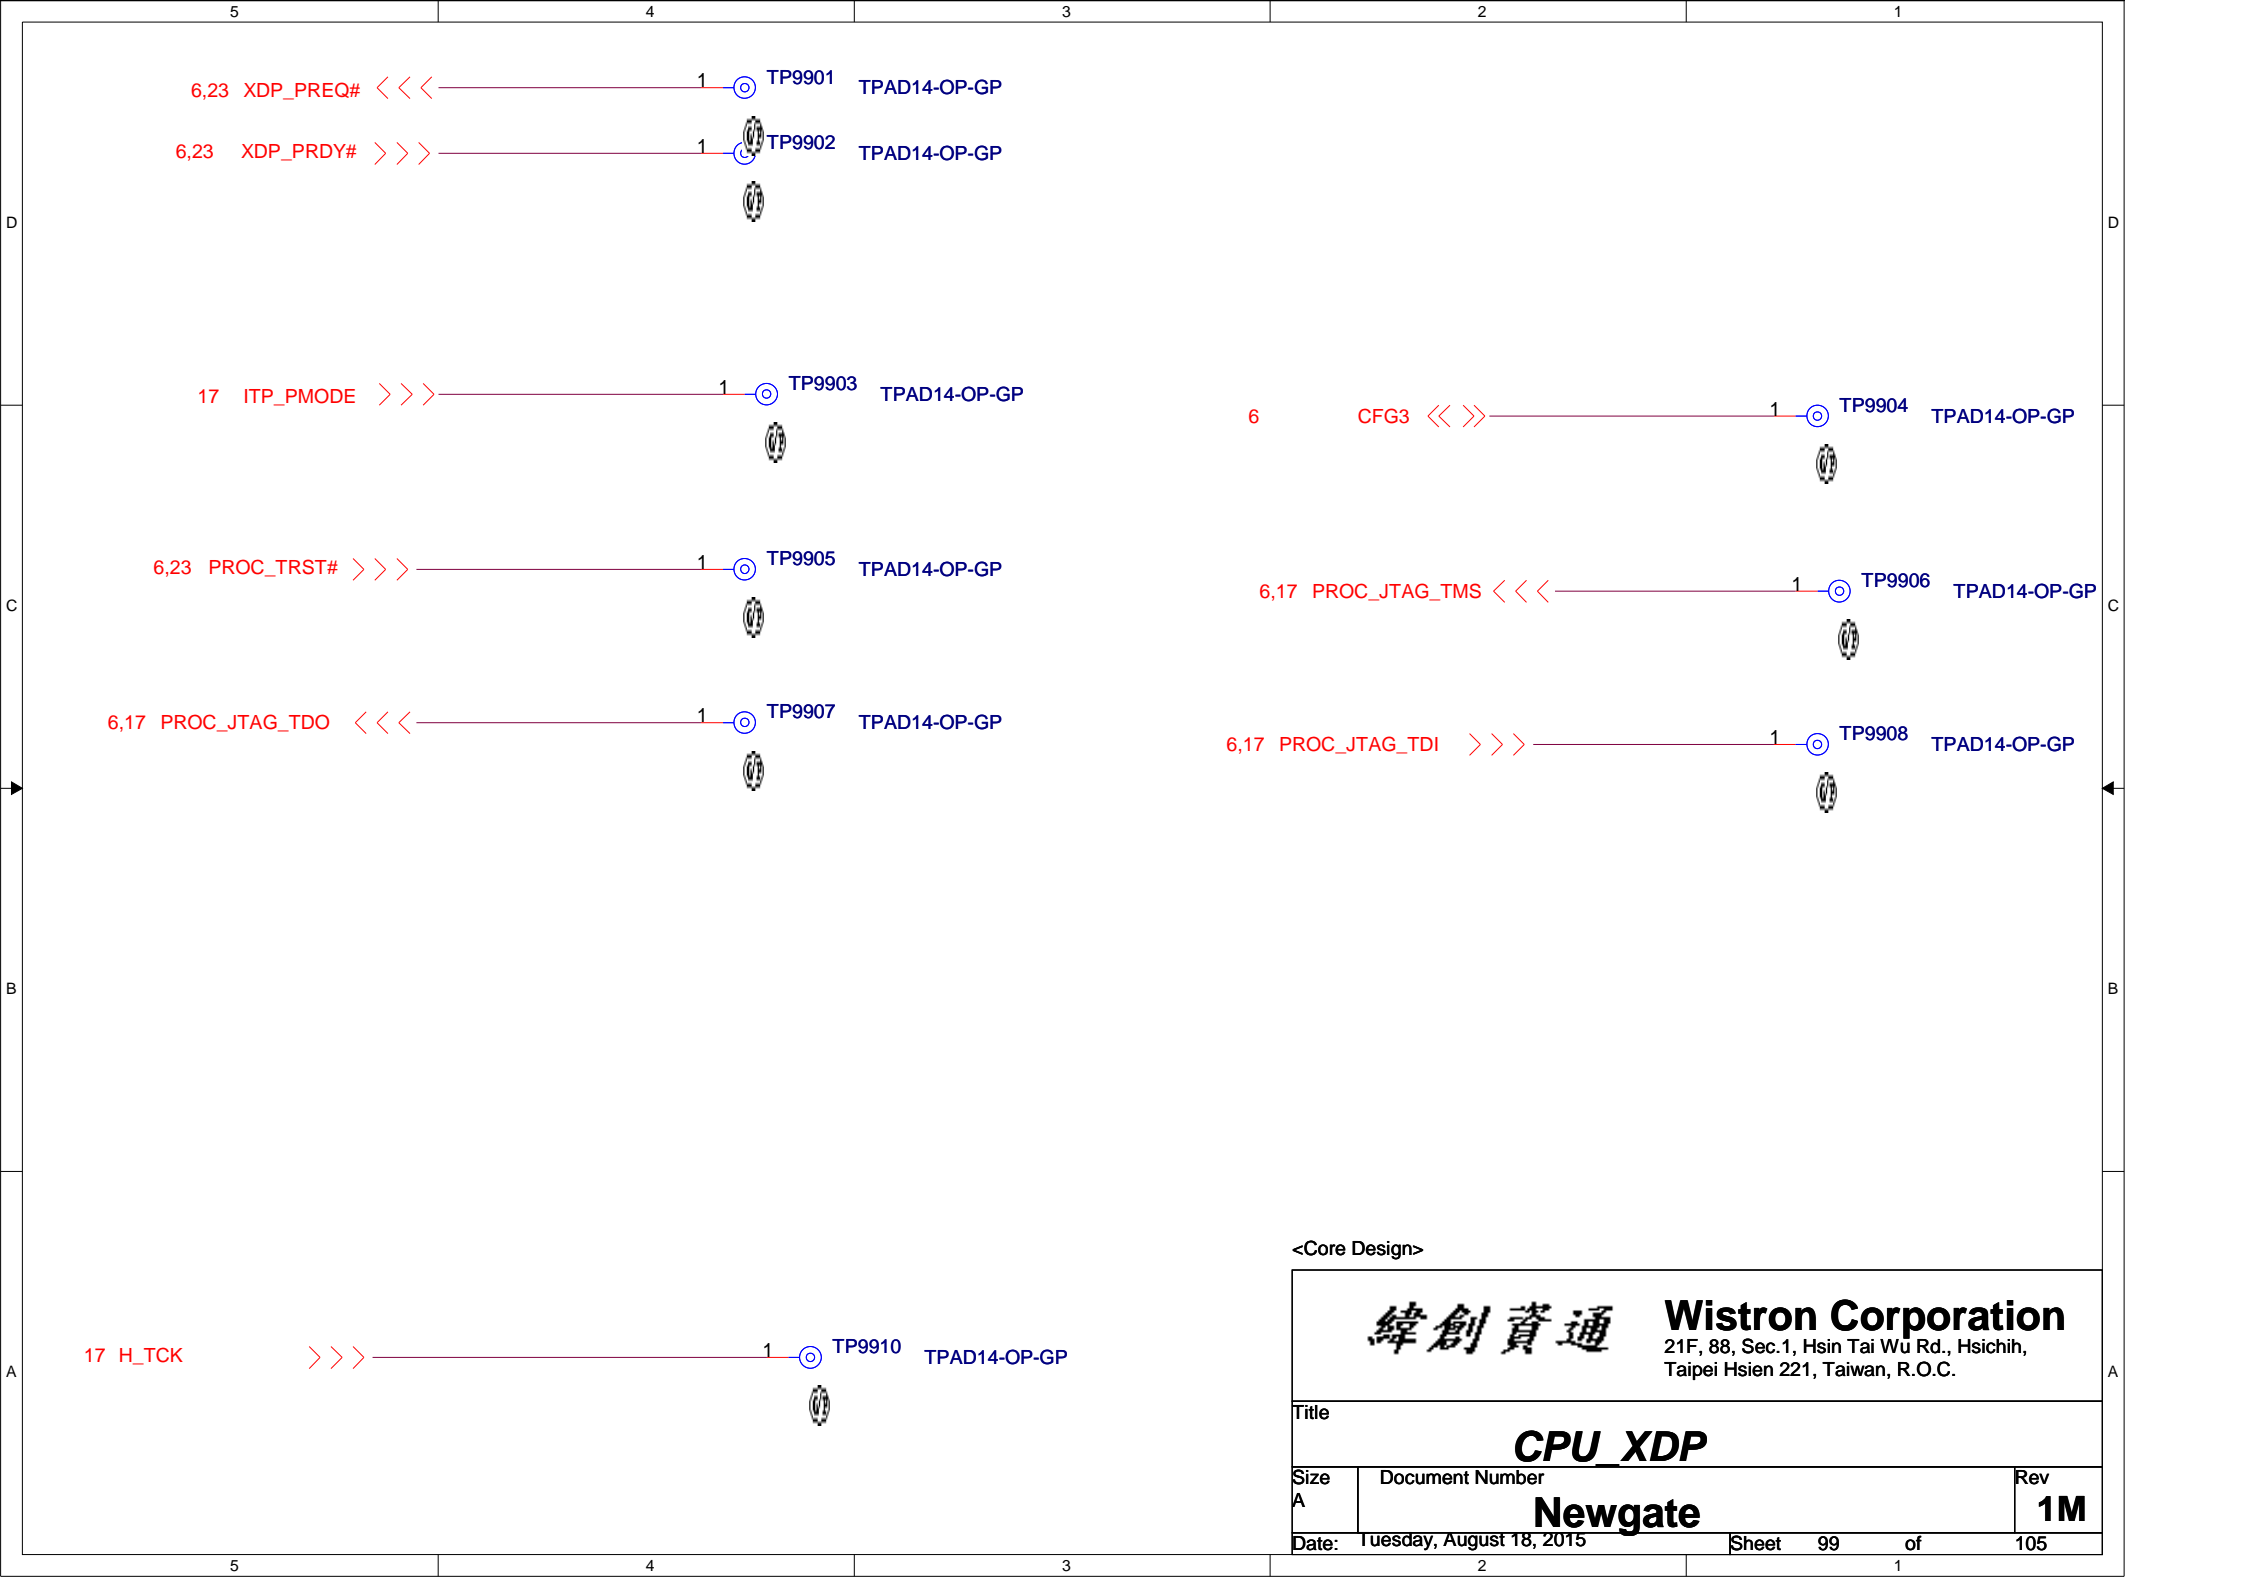 5 4 3 2 1
6,23 XDP_PREQ# 1 TP9901 TPAD14-OP-GP
6,23 XDP_PRDY# 1 TP9902 TPAD14-OP-GP
D D
17 ITP_PMODE 1 TP9903 TPAD14-OP-GP
6 CFG3 1 TP9904 TPAD14-OP-GP
6,23 PROC_TRST# 1 TP9905 TPAD14-OP-GP
6,17 PROC_JTAG_TMS 1 TP9906 TPAD14-OP-GP
C C
6,17 PROC_JTAG_TDO 1 TP9907 TPAD14-OP-GP
6,17 PROC_JTAG_TDI 1 TP9908 TPAD14-OP-GP
B B
<Core Design>
17 H_TCK 1 TP9910 TPAD14-OP-GP
A A
緯創資通
Wistron Corporation
21F, 88, Sec.1, Hsin Tai Wu Rd., Hsichih,
Taipei Hsien 221, Taiwan, R.O.C.
Title
CPU_XDP
Size Document Number Rev
A Newgate 1M
Date: Tuesday, August 18, 2015 Sheet 99 of 105
5 4 3 2 1